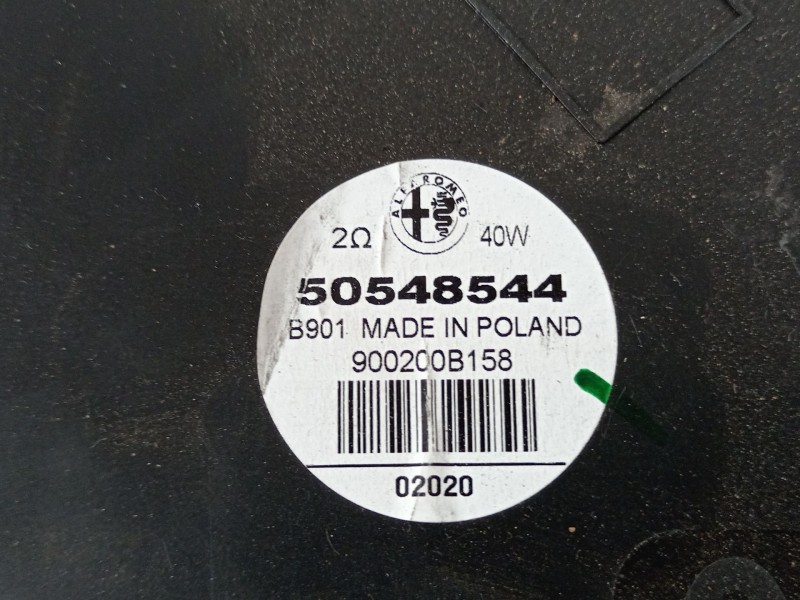 ALFA ROMEO
2Ω 40W
50548544
B901 MADE IN POLAND
900200B158
02020